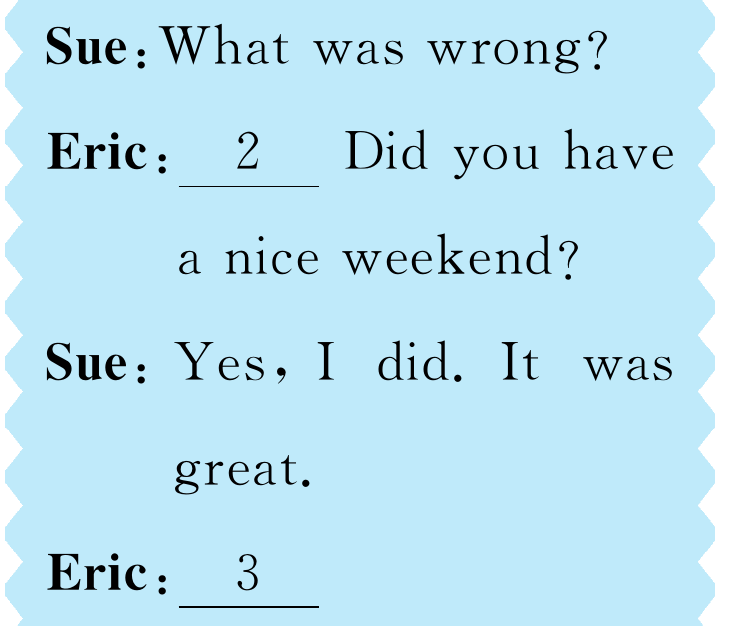 Sue：What was wrong?
Eric： 2 Did you have
a nice weekend?
Sue：Yes, I did. It was
great.
Eric： 3